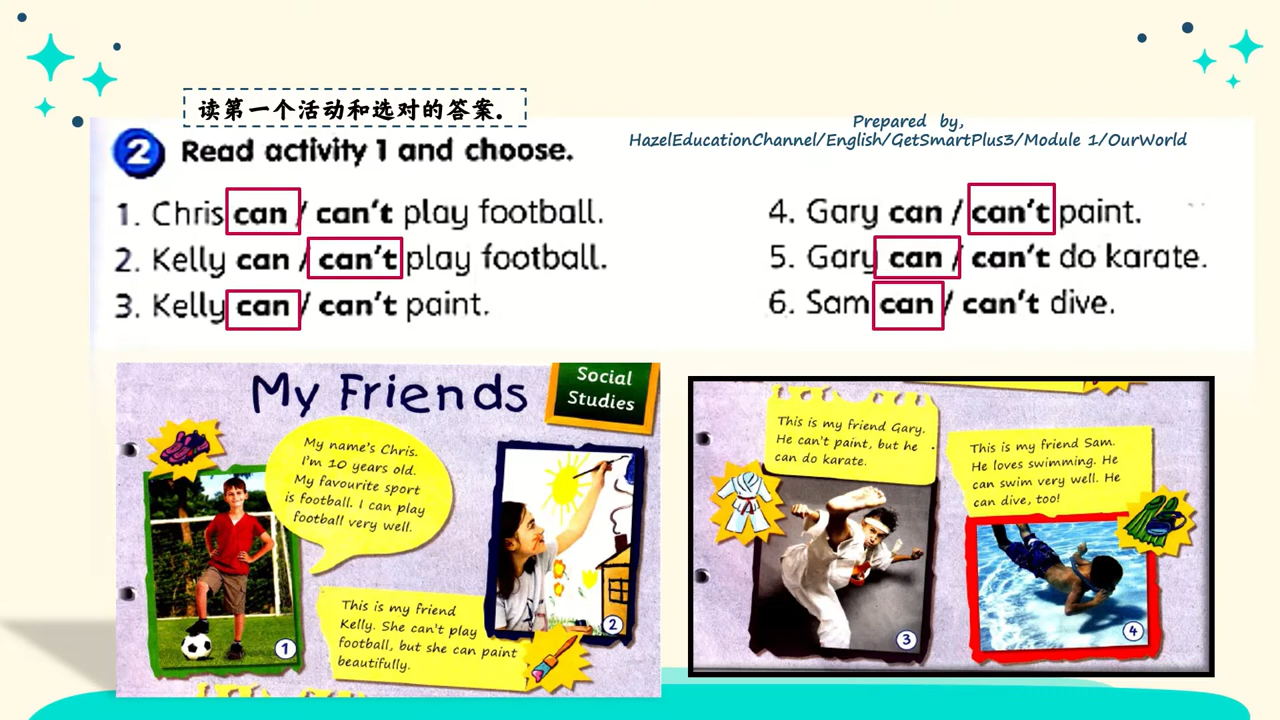 读第一个活动和选对的答案.
Prepared by,
HazelEducationChannel/English/GetSmartPlus3/Module 1/OurWorld
2 Read activity 1 and choose.
1. Chris can / can't play football.
2. Kelly can / can't play football.
3. Kelly can / can't paint.
4. Gary can / can't paint.
5. Gary can / can't do karate.
6. Sam can / can't dive.
My Friends
Social
Studies
My name's Chris.
I'm 10 years old.
My favourite sport
is football. I can play
football very well.
1
2
This is my friend
Kelly. She can't play
football, but she can paint
beautifully.
This is my friend Gary.
He can't paint, but he
can do karate.
3
This is my friend Sam.
He loves swimming. He
can swim very well. He
can dive, too!
4